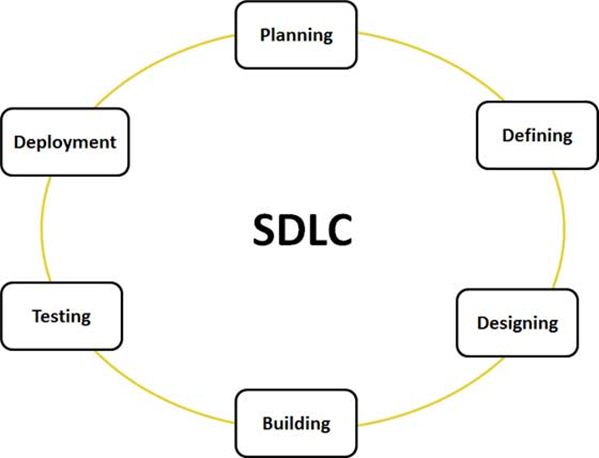 Planning
Defining
Deployment
SDLC
Designing
Testing
Building